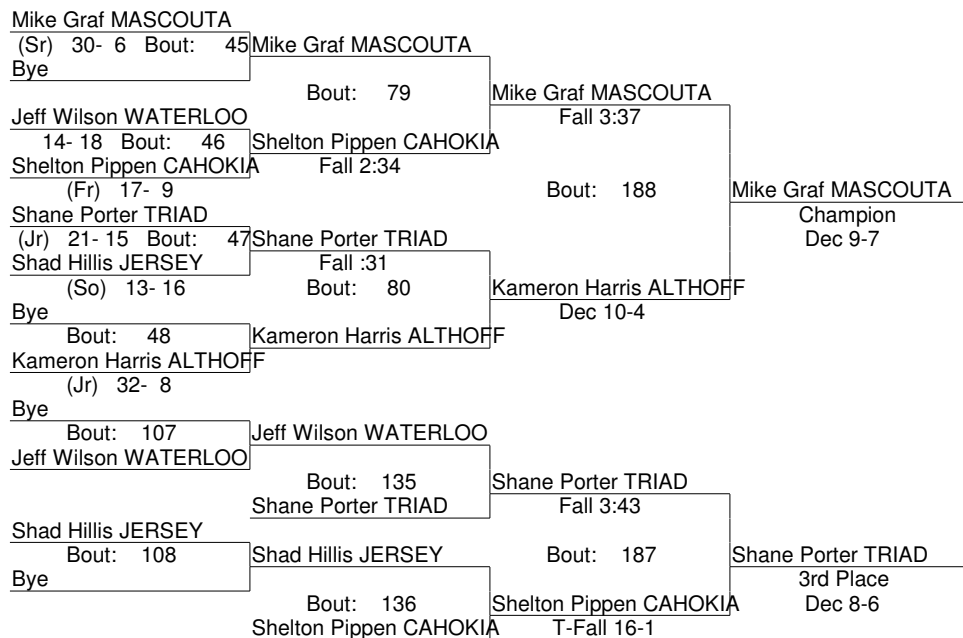 Mike Graf MASCOUTA
(Sr) 30- 6 Bout: 45 Mike Graf MASCOUTA
Bye
Bout: 79 Mike Graf MASCOUTA
Jeff Wilson WATERLOO Fall 3:37
14- 18 Bout: 46 Shelton Pippen CAHOKIA
Shelton Pippen CAHOKIA Fall 2:34
(Fr) 17- 9 Bout: 188 Mike Graf MASCOUTA
Shane Porter TRIAD Champion
(Jr) 21- 15 Bout: 47 Shane Porter TRIAD Dec 9-7
Shad Hillis JERSEY Fall :31
(So) 13- 16 Bout: 80 Kameron Harris ALTHOFF
Bye Dec 10-4
Bout: 48 Kameron Harris ALTHOFF
Kameron Harris ALTHOFF
(Jr) 32- 8
Bye
Bout: 107 Jeff Wilson WATERLOO
Jeff Wilson WATERLOO
Bout: 135 Shane Porter TRIAD
Shane Porter TRIAD Fall 3:43
Shad Hillis JERSEY
Bout: 108 Shad Hillis JERSEY Bout: 187 Shane Porter TRIAD
Bye 3rd Place
Bout: 136 Shelton Pippen CAHOKIA Dec 8-6
Shelton Pippen CAHOKIA T-Fall 16-1